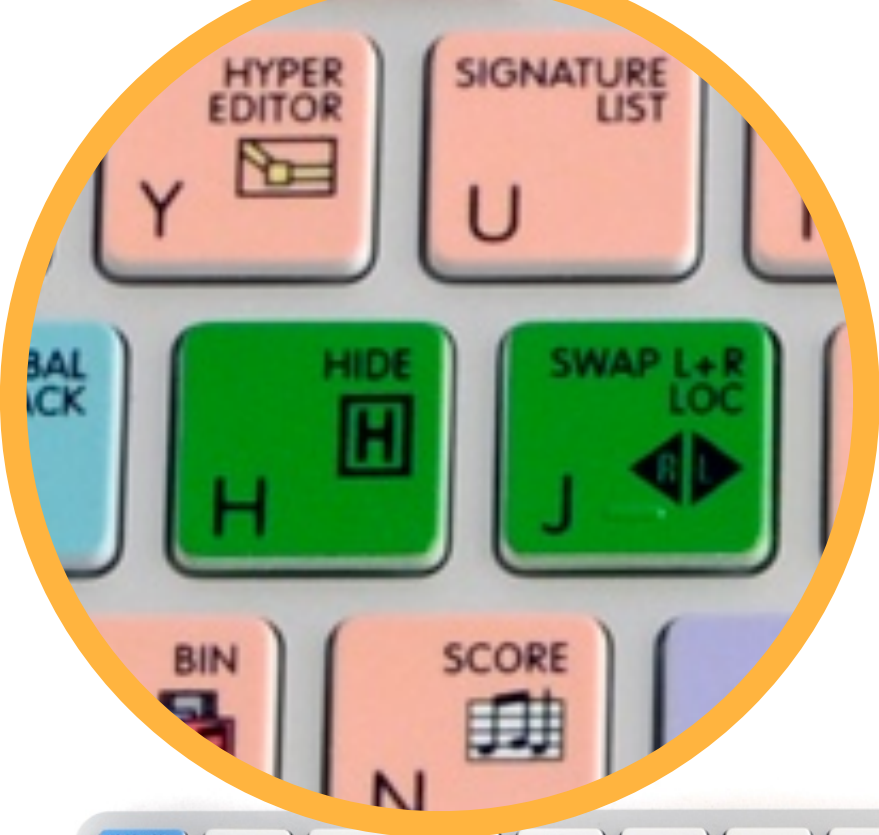 HYPER
EDITOR
Y
SIGNATURE
LIST
U
HIDE
H
H
SWAP L+R
LOC
R L
J
BIN
SCORE
N